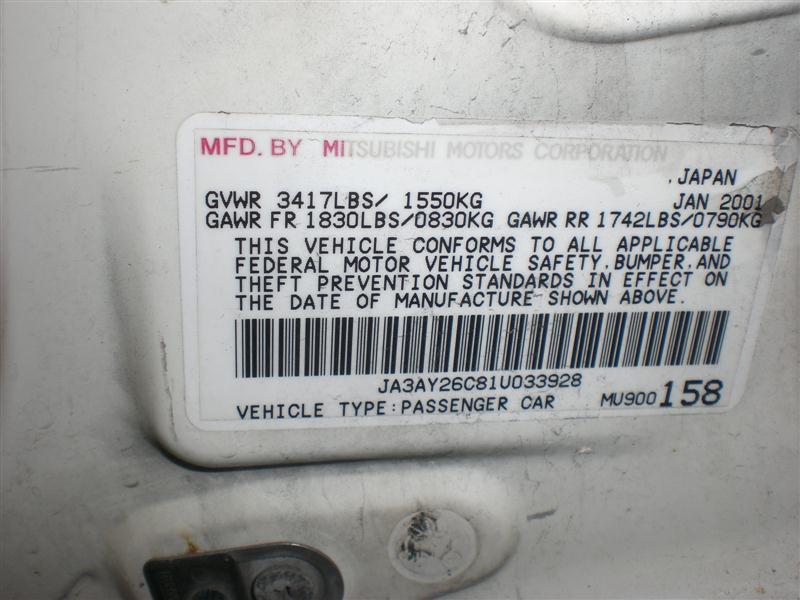 MFD. BY MITSUBISHI MOTORS CORPORATION
, JAPAN
GVWR 3417LBS/ 1550KG JAN 2001
GAWR FR 1830LBS/0830KG GAWR RR 1742LBS/0790KG
THIS VEHICLE CONFORMS TO ALL APPLICABLE
FEDERAL MOTOR VEHICLE SAFETY, BUMPER, AND
THEFT PREVENTION STANDARDS IN EFFECT ON
THE DATE OF MANUFACTURE SHOWN ABOVE.
JA3AY26C81U033928
VEHICLE TYPE: PASSENGER CAR MU900158